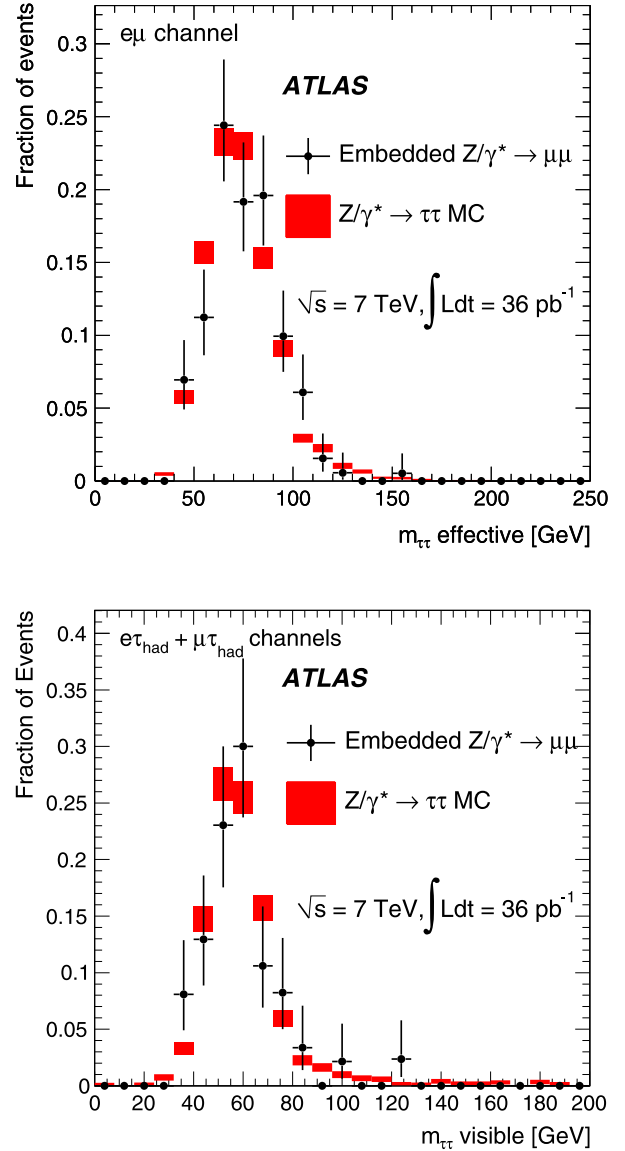 eμ channel
ATLAS
Embedded Z/γ* → μμ
Z/γ* → ττ MC
√s = 7 TeV, ∫ Ldt = 36 pb⁻¹
Fraction of events
0.3
0.25
0.2
0.15
0.1
0.05
0
0 50 100 150 200 250
m_ττ effective [GeV]
eτ_had + μτ_had channels
ATLAS
Embedded Z/γ* → μμ
Z/γ* → ττ MC
√s = 7 TeV, ∫ Ldt = 36 pb⁻¹
Fraction of Events
0.4
0.35
0.3
0.25
0.2
0.15
0.1
0.05
0
0 20 40 60 80 100 120 140 160 180 200
m_ττ visible [GeV]